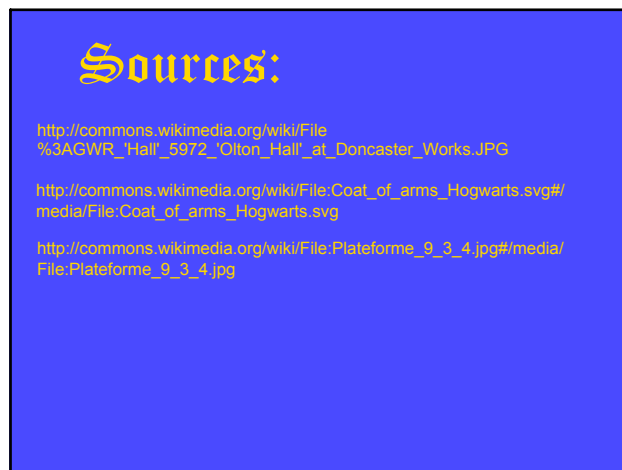 Sources:
http://commons.wikimedia.org/wiki/File
%3AGWR_'Hall'_5972_'Olton_Hall'_at_Doncaster_Works.JPG
http://commons.wikimedia.org/wiki/File:Coat_of_arms_Hogwarts.svg#/
media/File:Coat_of_arms_Hogwarts.svg
http://commons.wikimedia.org/wiki/File:Plateforme_9_3_4.jpg#/media/
File:Plateforme_9_3_4.jpg